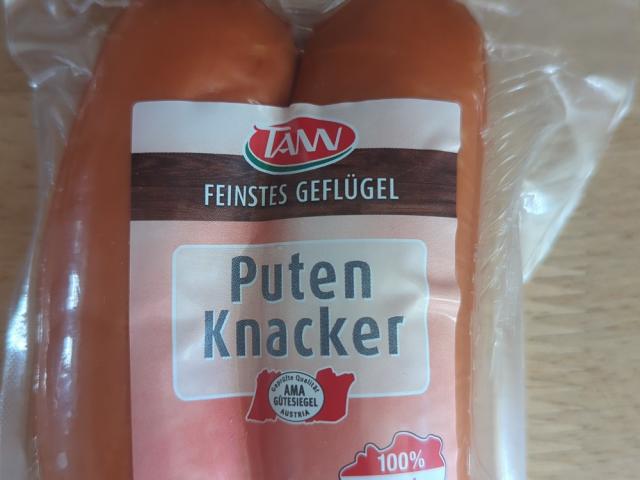 TANN
FEINSTES GEFLÜGEL
Puten
Knacker
Geprüfte Qualität
AMA
GÜTESIEGEL
AUSTRIA
100%